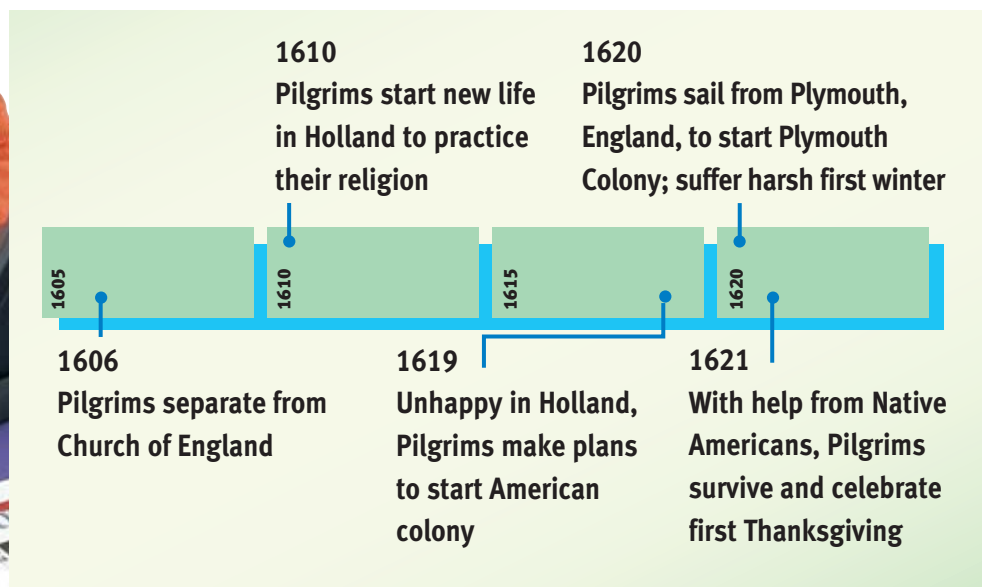 1610
Pilgrims start new life
in Holland to practice
their religion
1620
Pilgrims sail from Plymouth,
England, to start Plymouth
Colony; suffer harsh first winter
1605
1610
1615
1620
1606
Pilgrims separate from
Church of England
1619
Unhappy in Holland,
Pilgrims make plans
to start American
colony
1621
With help from Native
Americans, Pilgrims
survive and celebrate
first Thanksgiving